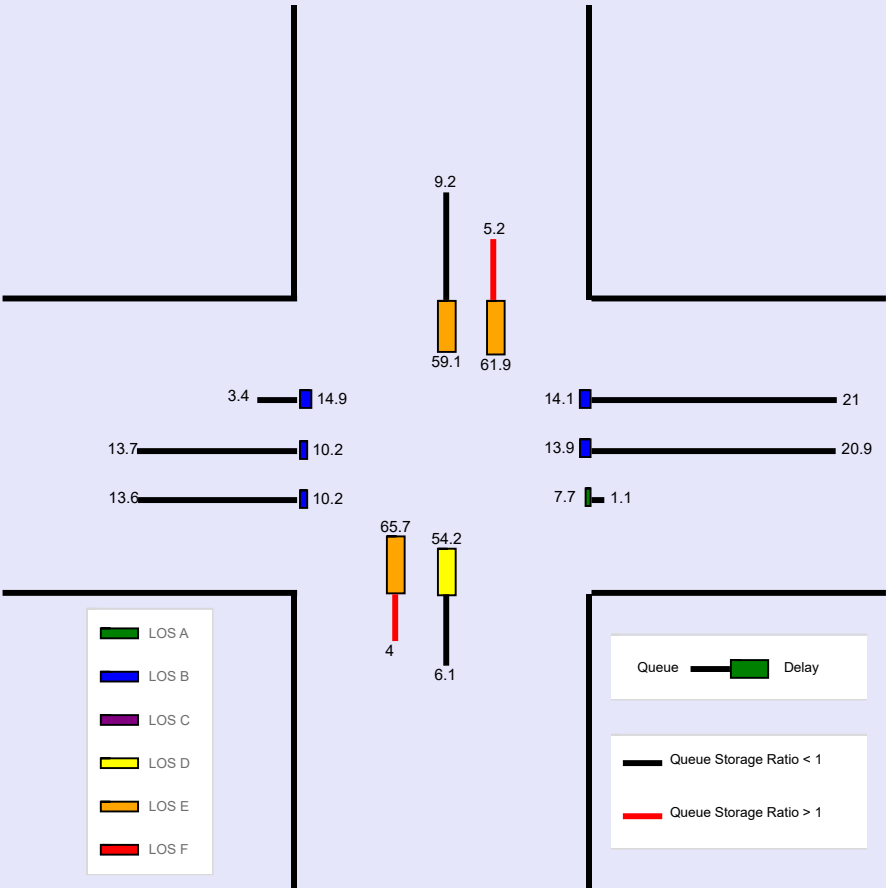 9.2
5.2
59.1
61.9
3.4
14.9
14.1
21
13.7
10.2
13.9
20.9
13.6
10.2
7.7
1.1
65.7
54.2
4
6.1
LOS A
LOS B
LOS C
LOS D
LOS E
LOS F
Queue
Delay
Queue Storage Ratio < 1
Queue Storage Ratio > 1